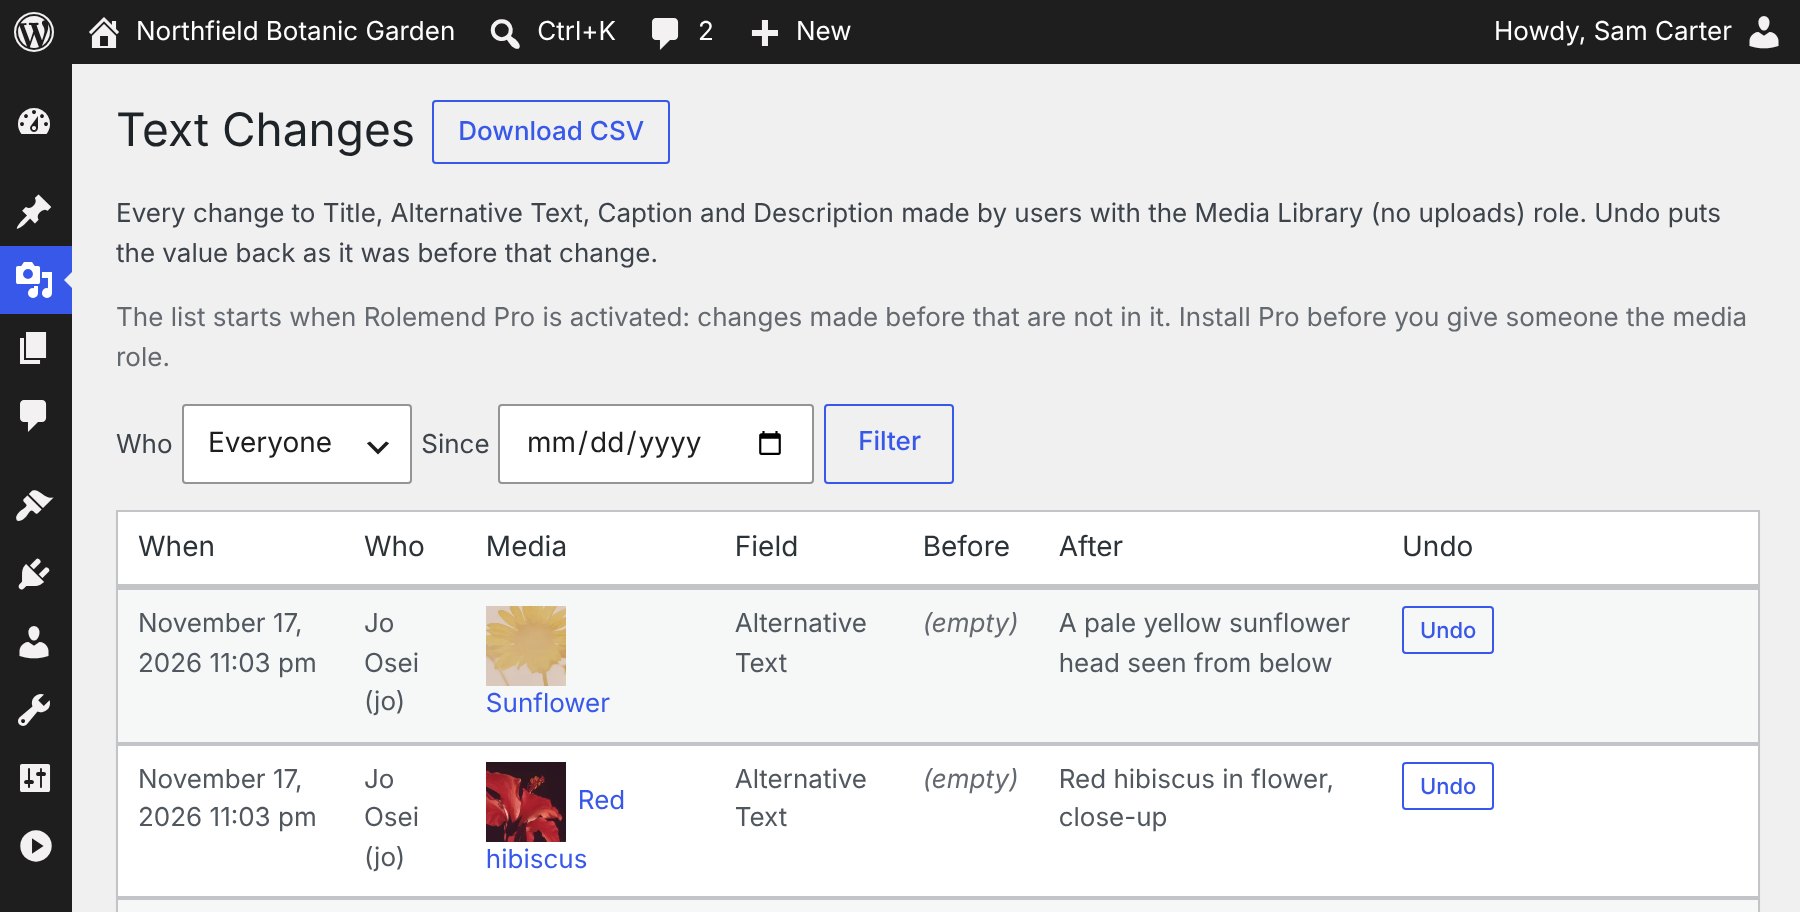 Northfield Botanic Garden Ctrl+K 2 New Howdy, Sam Carter
Text Changes Download CSV
Every change to Title, Alternative Text, Caption and Description made by users with the Media Library (no uploads) role. Undo puts
the value back as it was before that change.
The list starts when Rolemend Pro is activated: changes made before that are not in it. Install Pro before you give someone the media
role.
Who Everyone Since mm/dd/yyyy Filter
When Who Media Field Before After Undo
November 17, Jo Alternative (empty) A pale yellow sunflower Undo
2026 11:03 pm Osei Text head seen from below
(jo) Sunflower
November 17, Jo Red Alternative (empty) Red hibiscus in flower, Undo
2026 11:03 pm Osei Text close-up
(jo) hibiscus